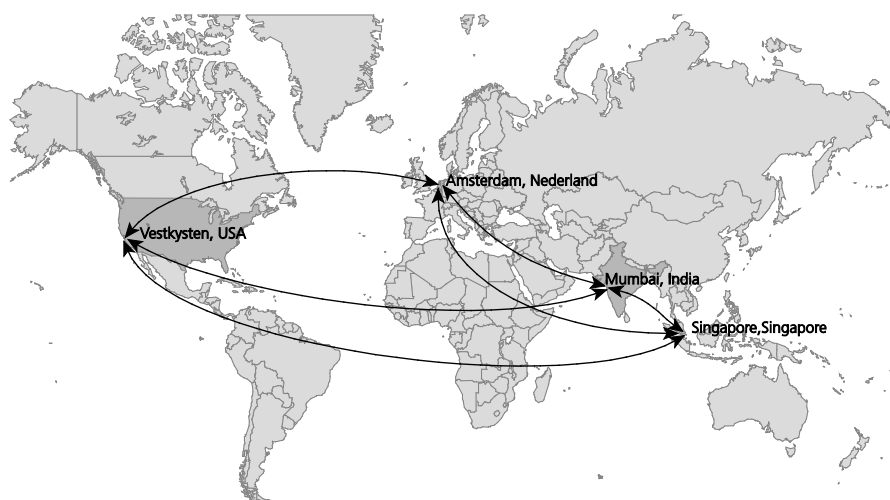 Amsterdam, Nederland
Vestkysten, USA
Mumbai, India
Singapore,Singapore